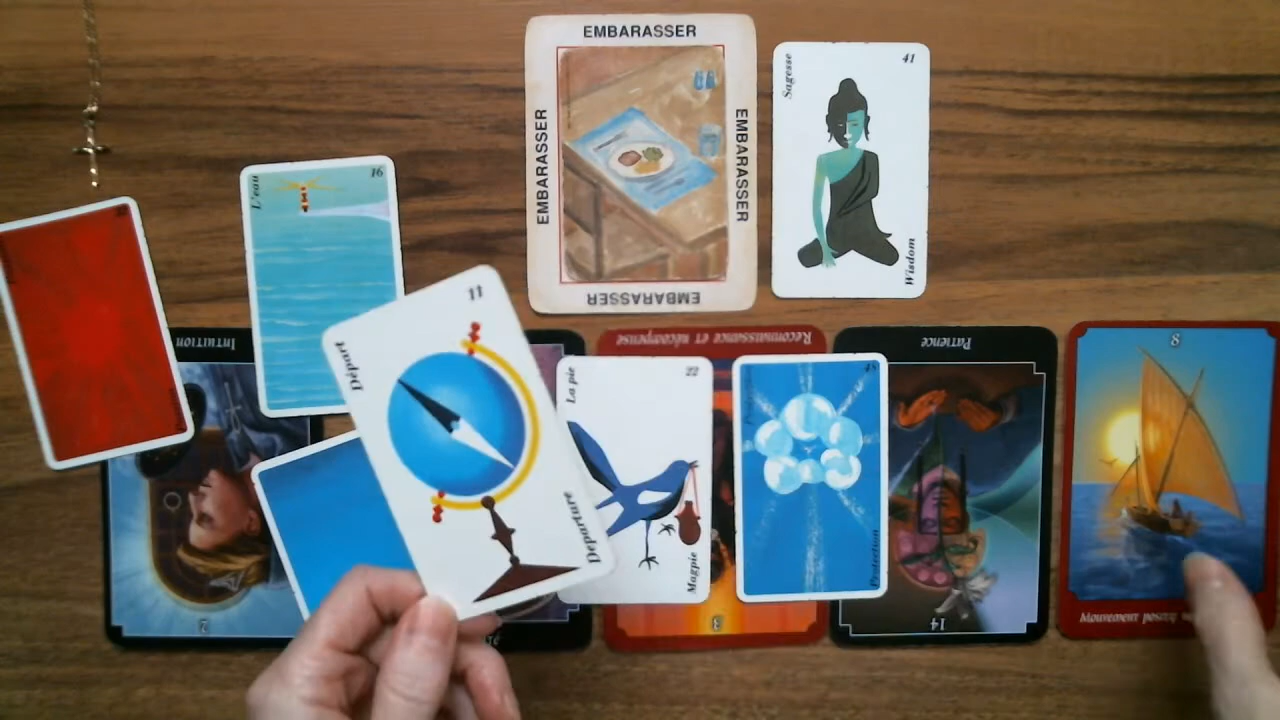 EMBARASSER
EMBARASSER
EMBARASSER
EMBARASSER
Sagesse
41
Wisdom
L'eau
16
Intuition
2
11
Départ
Departure
La pie
22
Magpie
Reconnaissance et récompense
3
48
Protection
Patience
14
8
Mouvement